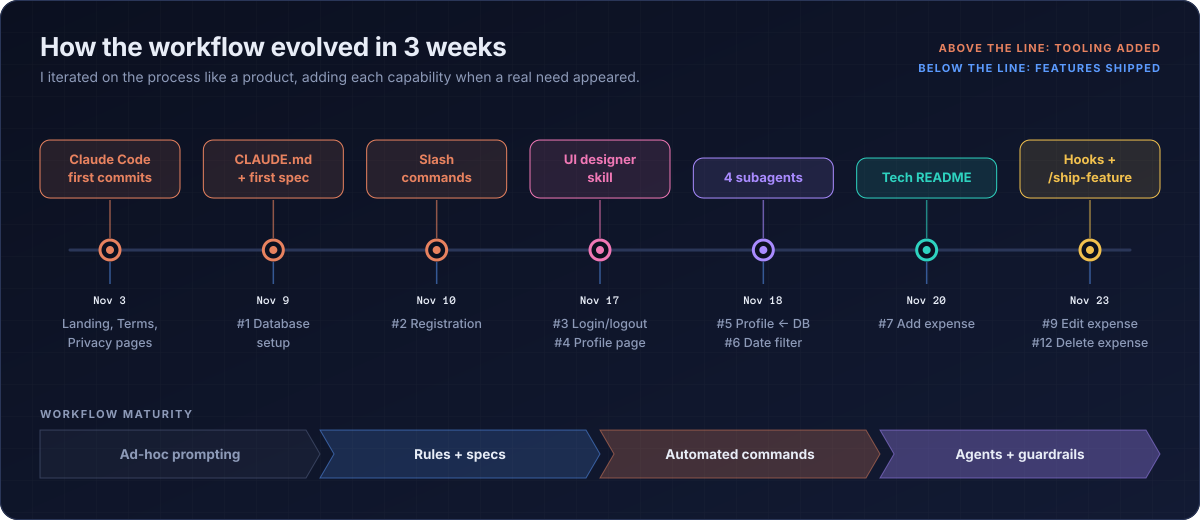 How the workflow evolved in 3 weeks
I iterated on the process like a product, adding each capability when a real need appeared.
ABOVE THE LINE: TOOLING ADDED
BELOW THE LINE: FEATURES SHIPPED
Claude Code
first commits
CLAUDE.md
+ first spec
Slash
commands
UI designer
skill
4 subagents
Tech README
Hooks +
/ship-feature
Nov 3
Landing, Terms,
Privacy pages
Nov 9
#1 Database
setup
Nov 10
#2 Registration
Nov 17
#3 Login/logout
#4 Profile page
Nov 18
#5 Profile ← DB
#6 Date filter
Nov 20
#7 Add expense
Nov 23
#9 Edit expense
#12 Delete expense
WORKFLOW MATURITY
Ad-hoc prompting
Rules + specs
Automated commands
Agents + guardrails